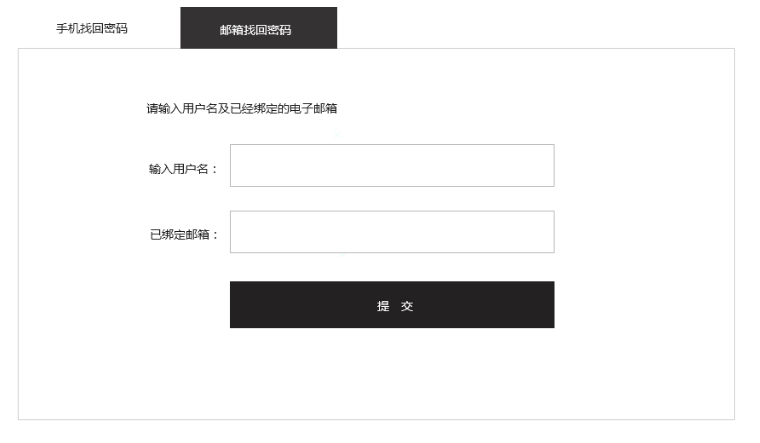 手机找回密码
邮箱找回密码
请输入用户名及已经绑定的电子邮箱
输入用户名：
已绑定邮箱：
提 交